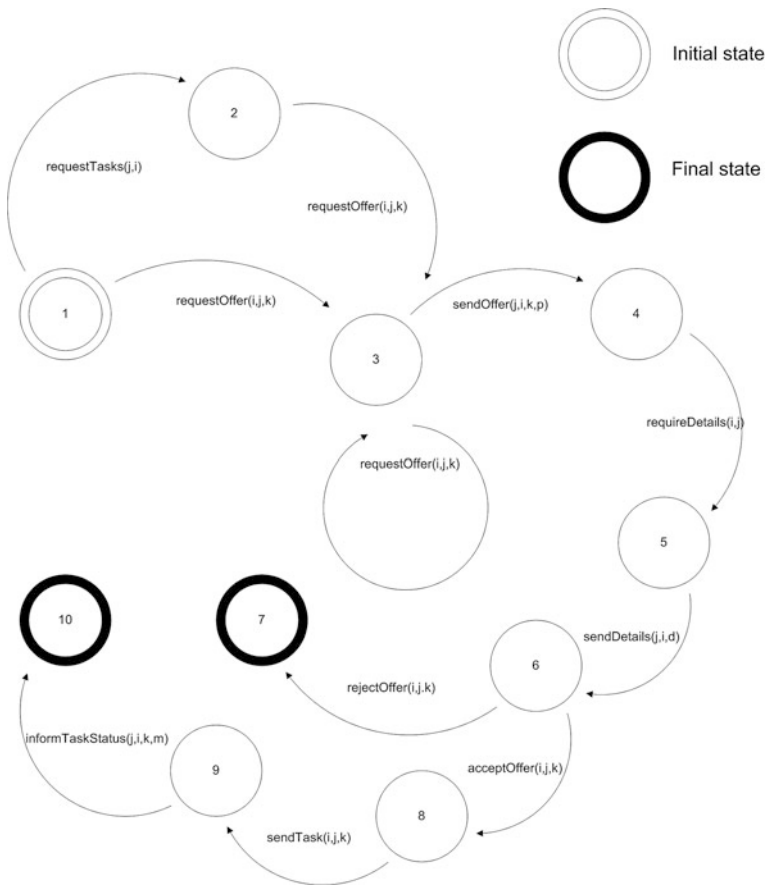 Initial state
2
requestTasks(j,i)
Final state
requestOffer(i,j,k)
requestOffer(i,j,k)
sendOffer(j,i,k,p)
1
4
3
requireDetails(i,j)
requestOffer(i,j,k)
5
10
7
sendDetails(j,i,d)
6
rejectOffer(i,j.k)
informTaskStatus(j,i,k,m)
acceptOffer(i,j,k)
9
8
sendTask(i,j,k)